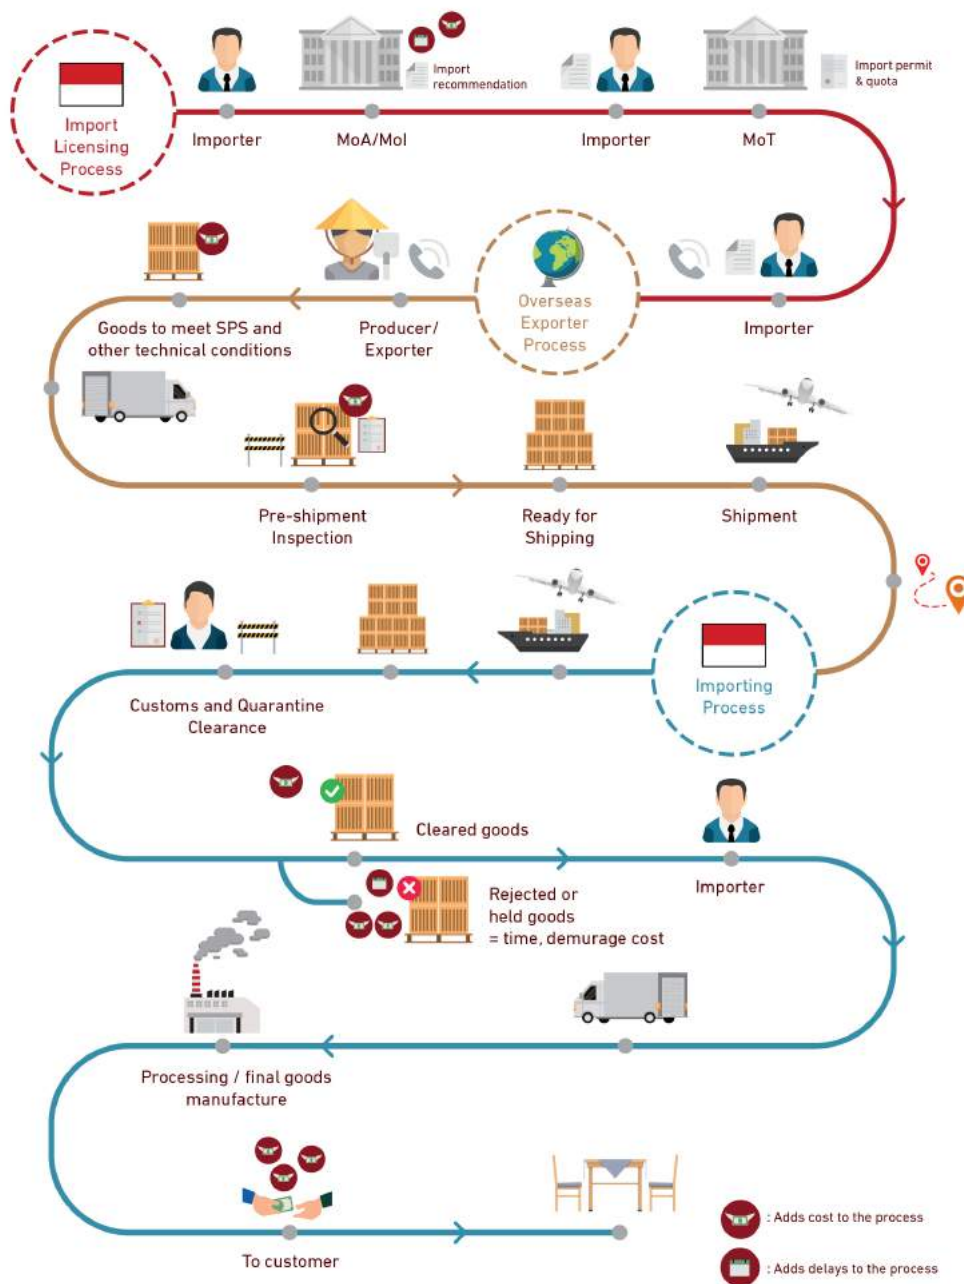 Import
Licensing
Process
Importer
MoA/MoI
Import
recommendation
Importer
MoT
Import permit
& quota
Importer
Overseas
Exporter
Process
Producer/
Exporter
Goods to meet SPS and
other technical conditions
Pre-shipment
Inspection
Ready for
Shipping
Shipment
Importing
Process
Customs and Quarantine
Clearance
Cleared goods
Importer
Rejected or
held goods
= time, demurage cost
Processing / final goods
manufacture
To customer
: Adds cost to the process
: Adds delays to the process